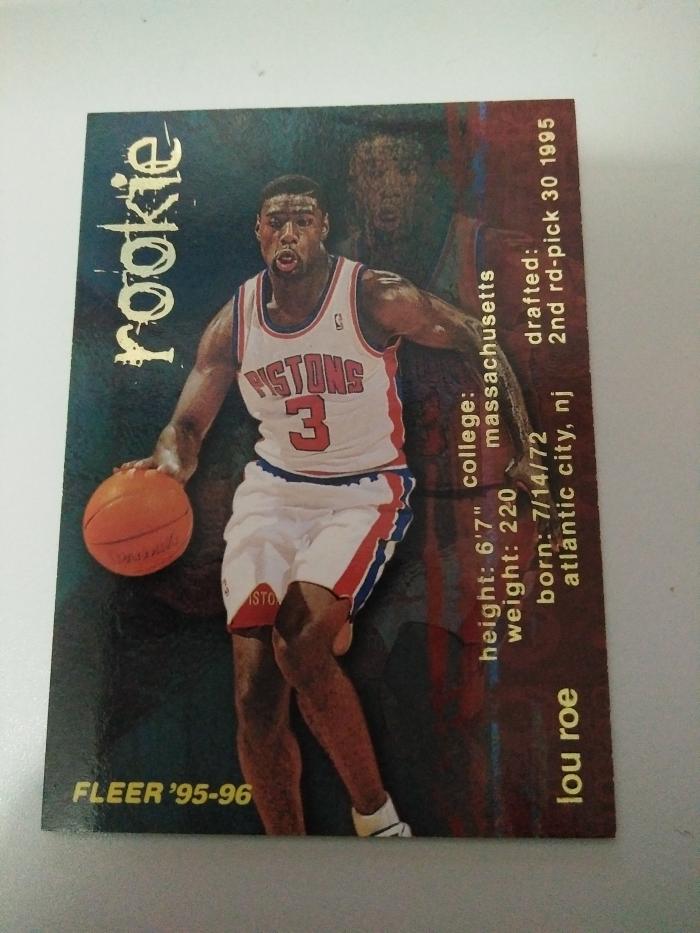 rookie
PISTONS
3
ISTO
height: 6'7"
weight: 220
college:
massachusetts
born: 7/14/72
atlantic city, nj
drafted:
2nd rd-pick 30 1995
lou roe
FLEER '95-96